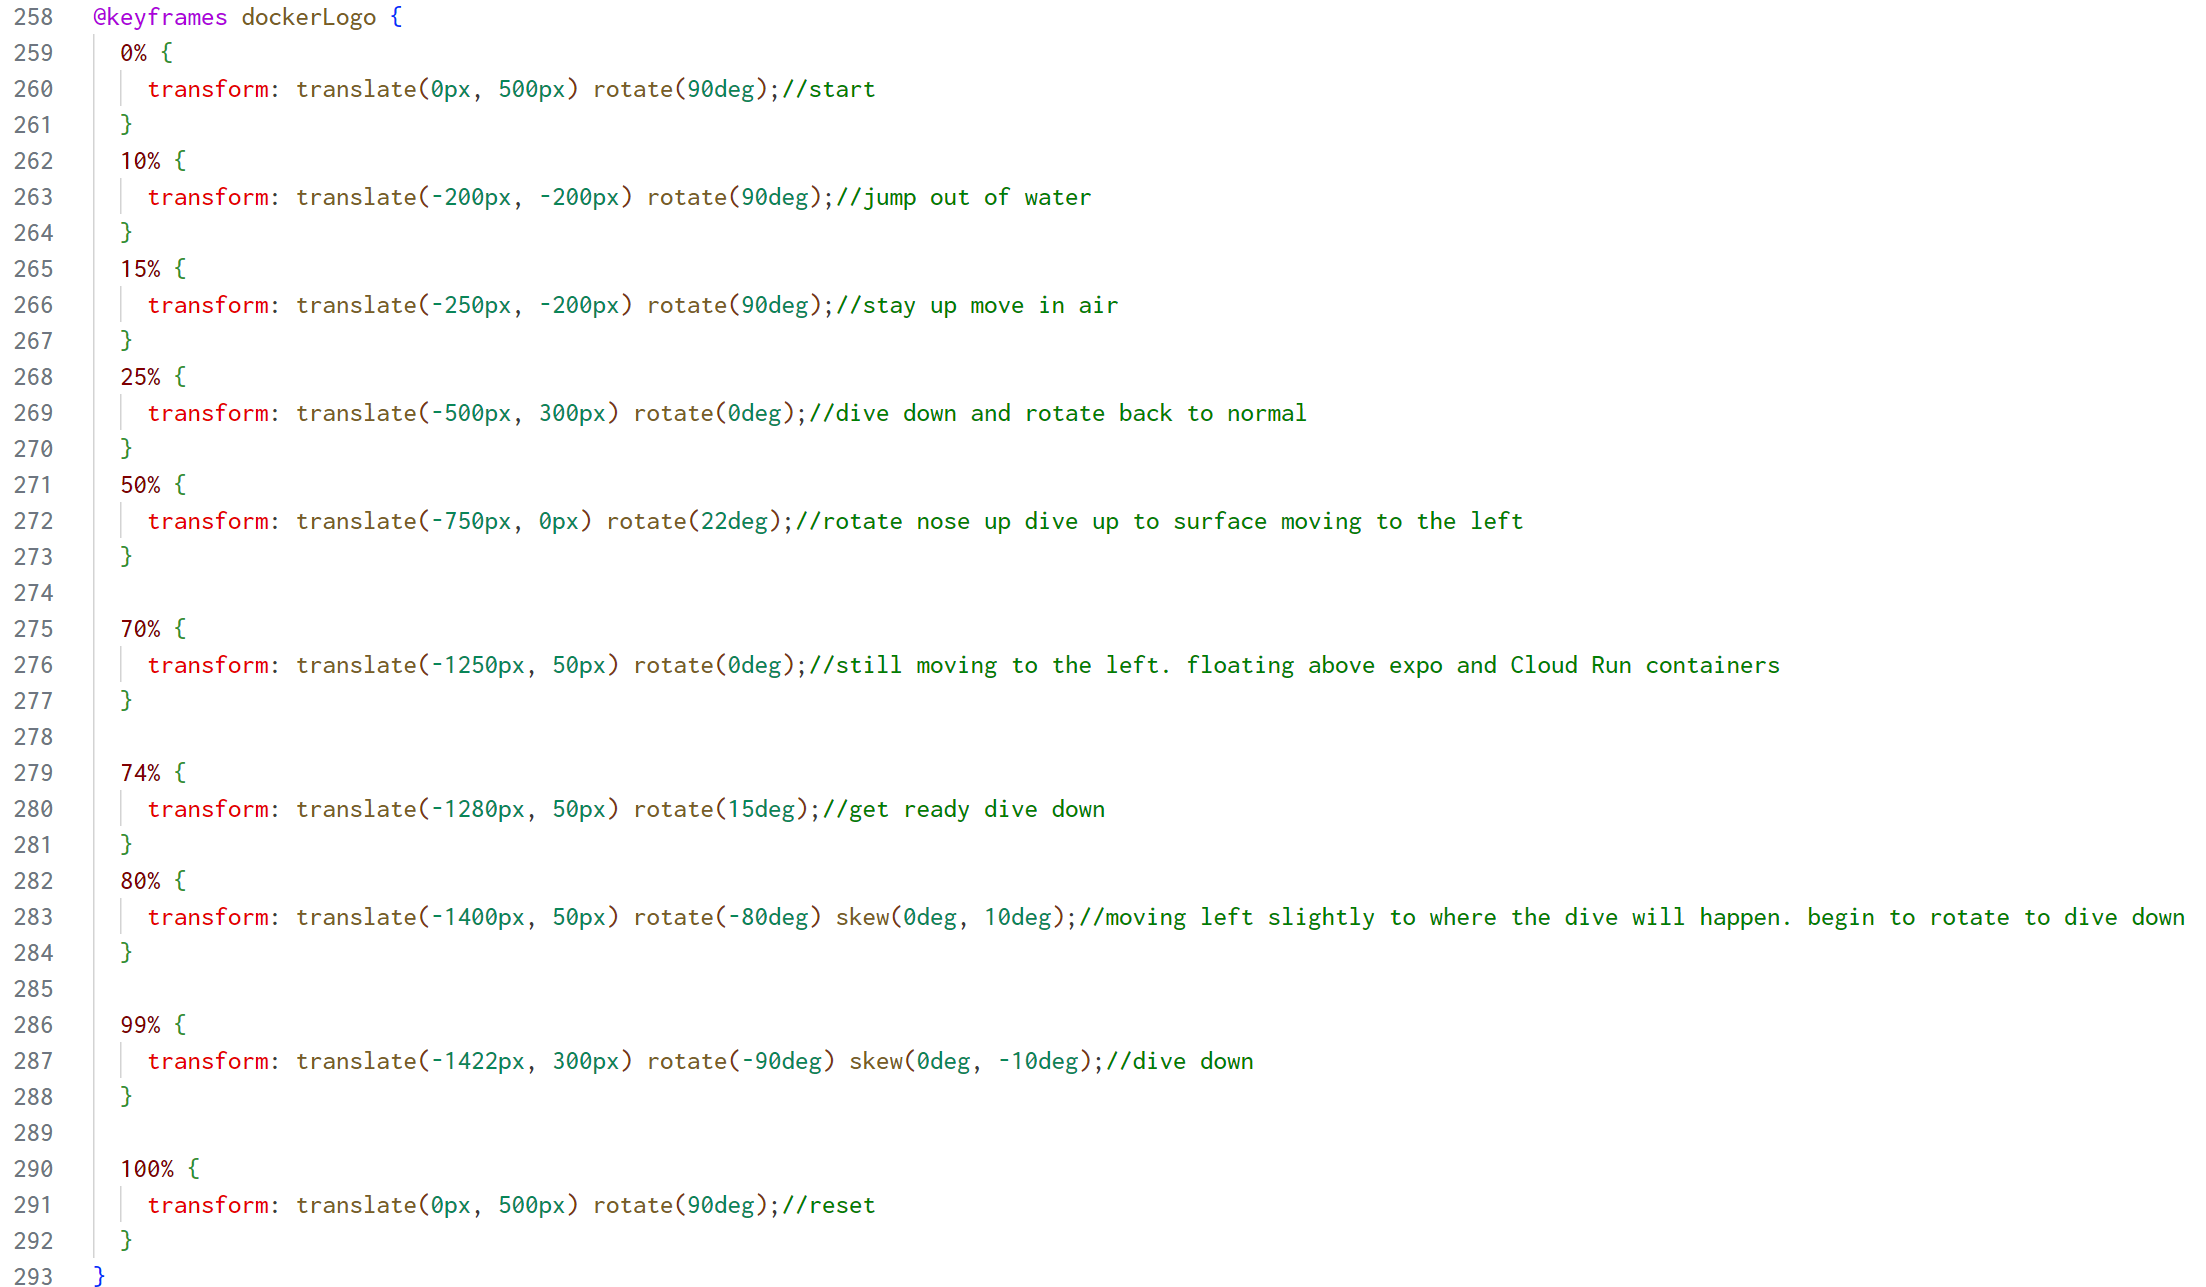 258 @keyframes dockerLogo {
259 0% {
260 transform: translate(0px, 500px) rotate(90deg);//start
261 }
262 10% {
263 transform: translate(-200px, -200px) rotate(90deg);//jump out of water
264 }
265 15% {
266 transform: translate(-250px, -200px) rotate(90deg);//stay up move in air
267 }
268 25% {
269 transform: translate(-500px, 300px) rotate(0deg);//dive down and rotate back to normal
270 }
271 50% {
272 transform: translate(-750px, 0px) rotate(22deg);//rotate nose up dive up to surface moving to the left
273 }
274
275 70% {
276 transform: translate(-1250px, 50px) rotate(0deg);//still moving to the left. floating above expo and Cloud Run containers
277 }
278
279 74% {
280 transform: translate(-1280px, 50px) rotate(15deg);//get ready dive down
281 }
282 80% {
283 transform: translate(-1400px, 50px) rotate(-80deg) skew(0deg, 10deg);//moving left slightly to where the dive will happen. begin to rotate to dive down
284 }
285
286 99% {
287 transform: translate(-1422px, 300px) rotate(-90deg) skew(0deg, -10deg);//dive down
288 }
289
290 100% {
291 transform: translate(0px, 500px) rotate(90deg);//reset
292 }
293 }